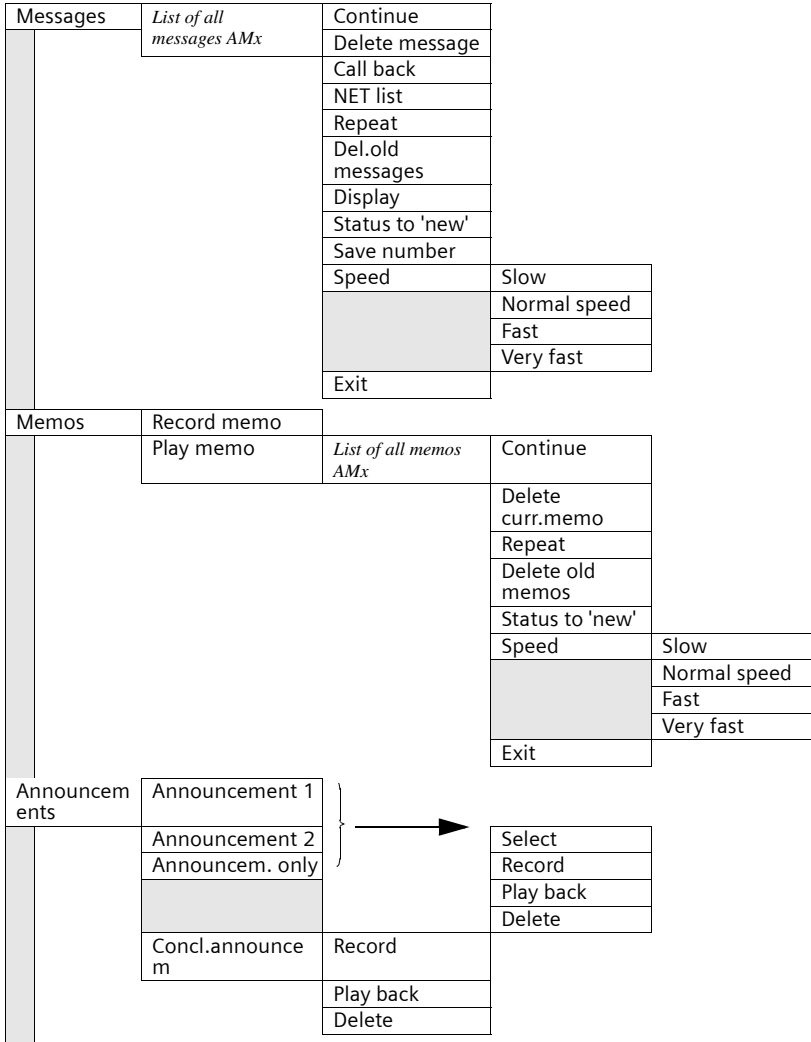 Messages
List of all
messages AMx
Continue
Delete message
Call back
NET list
Repeat
Del.old
messages
Display
Status to 'new'
Save number
Speed
Slow
Normal speed
Fast
Very fast
Exit
Memos
Record memo
Play memo
List of all memos
AMx
Continue
Delete
curr.memo
Repeat
Delete old
memos
Status to 'new'
Speed
Slow
Normal speed
Fast
Very fast
Exit
Announcem
ents
Announcement 1
Announcement 2
Announcem. only
Select
Record
Play back
Delete
Concl.announce
m
Record
Play back
Delete